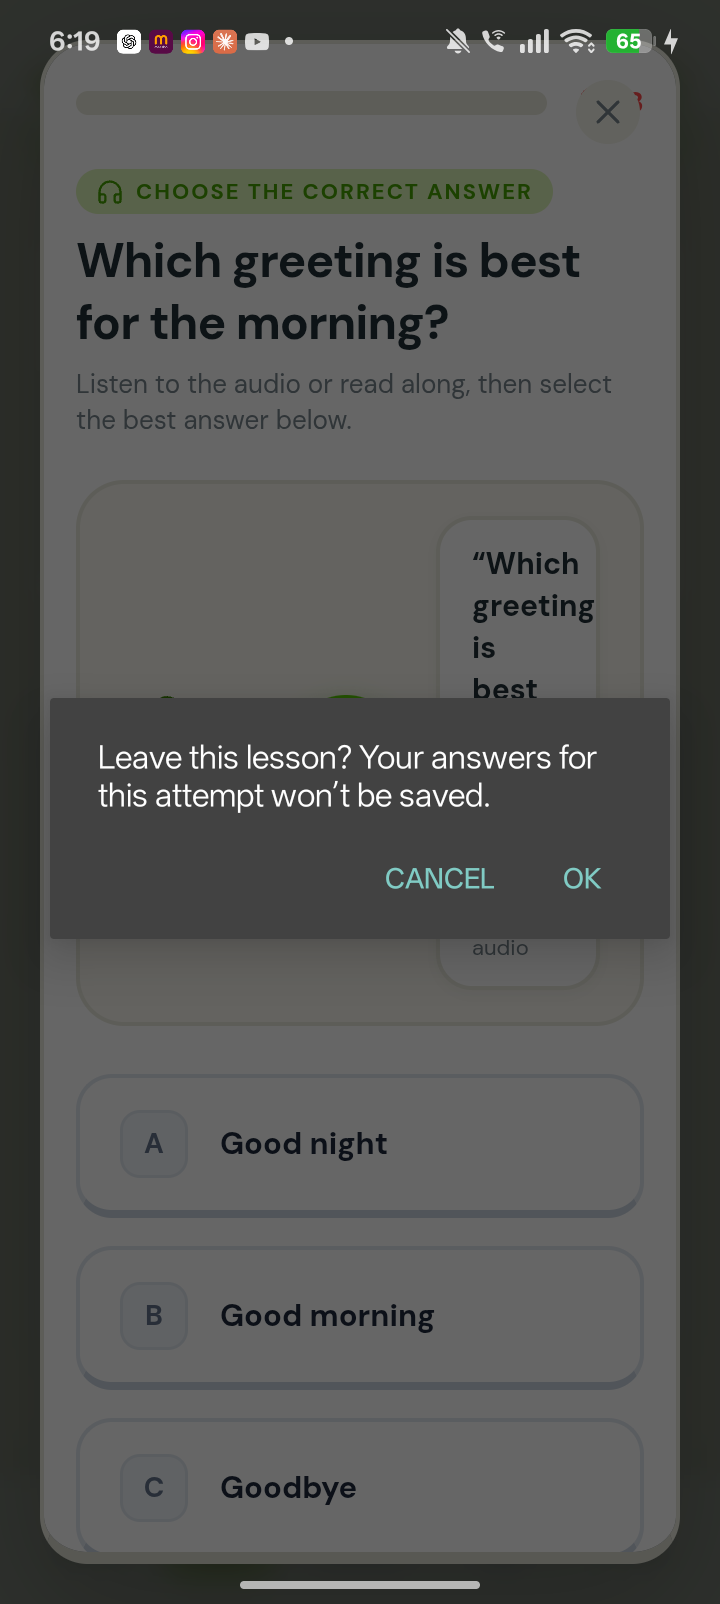 6:19
65
CHOOSE THE CORRECT ANSWER
Which greeting is best
for the morning?
Listen to the audio or read along, then select
the best answer below.
“Which
greeting
is
best
Leave this lesson? Your answers for
this attempt won’t be saved.
CANCEL
OK
audio
A
Good night
B
Good morning
C
Goodbye